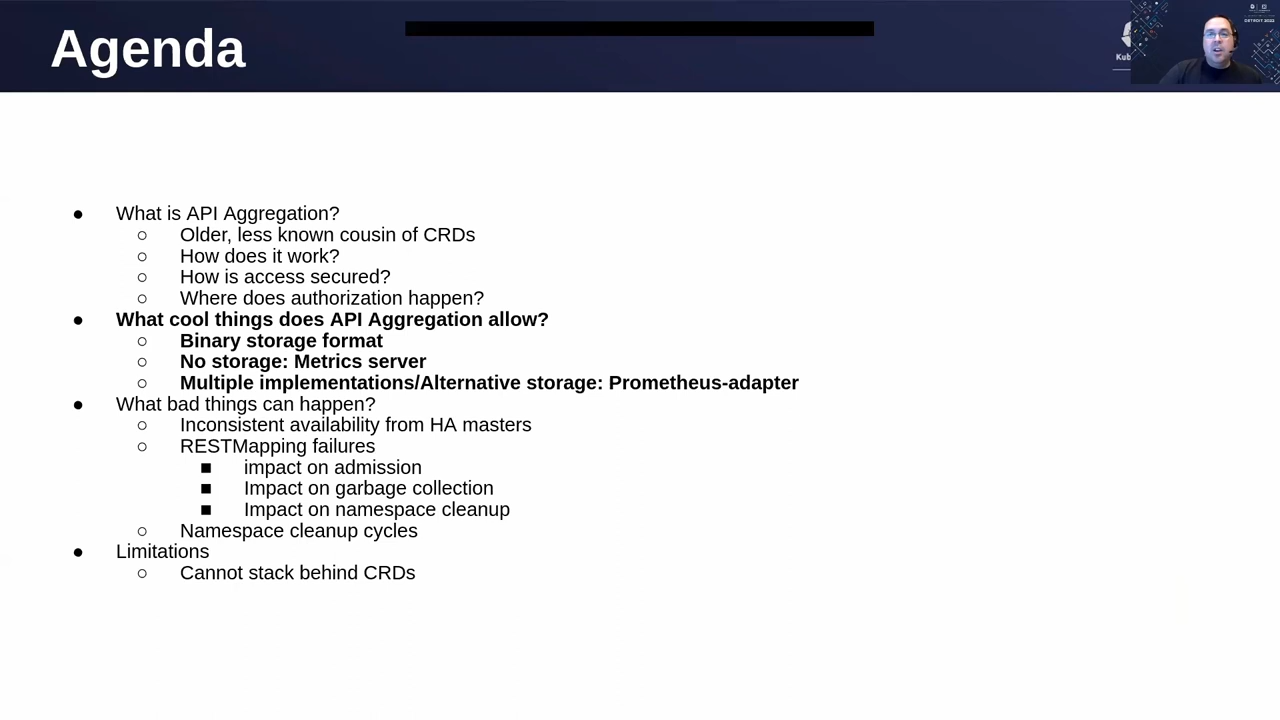 Agenda
DETROIT 2022
● What is API Aggregation?
○ Older, less known cousin of CRDs
○ How does it work?
○ How is access secured?
○ Where does authorization happen?
● What cool things does API Aggregation allow?
○ Binary storage format
○ No storage: Metrics server
○ Multiple implementations/Alternative storage: Prometheus-adapter
● What bad things can happen?
○ Inconsistent availability from HA masters
○ RESTMapping failures
■ impact on admission
■ Impact on garbage collection
■ Impact on namespace cleanup
○ Namespace cleanup cycles
● Limitations
○ Cannot stack behind CRDs